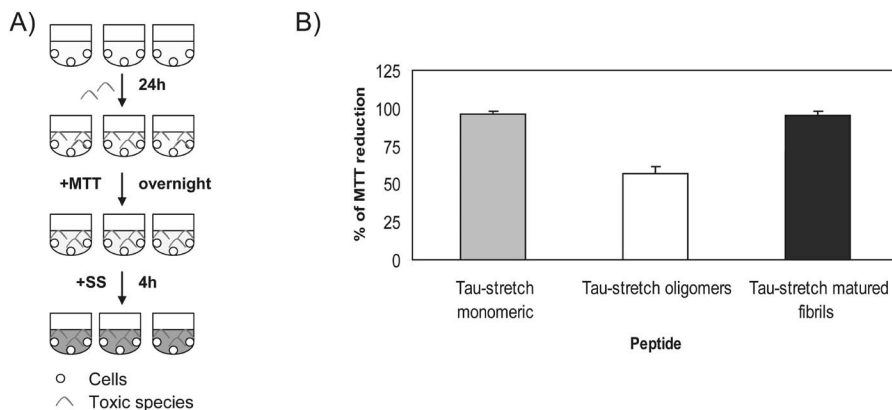 A)
24h
+MTT overnight
+SS 4h
Cells
Toxic species
B)
% of MTT reduction
125
100
75
50
25
0
Tau-stretch monomeric
Tau-stretch oligomers
Tau-stretch matured fibrils
Peptide